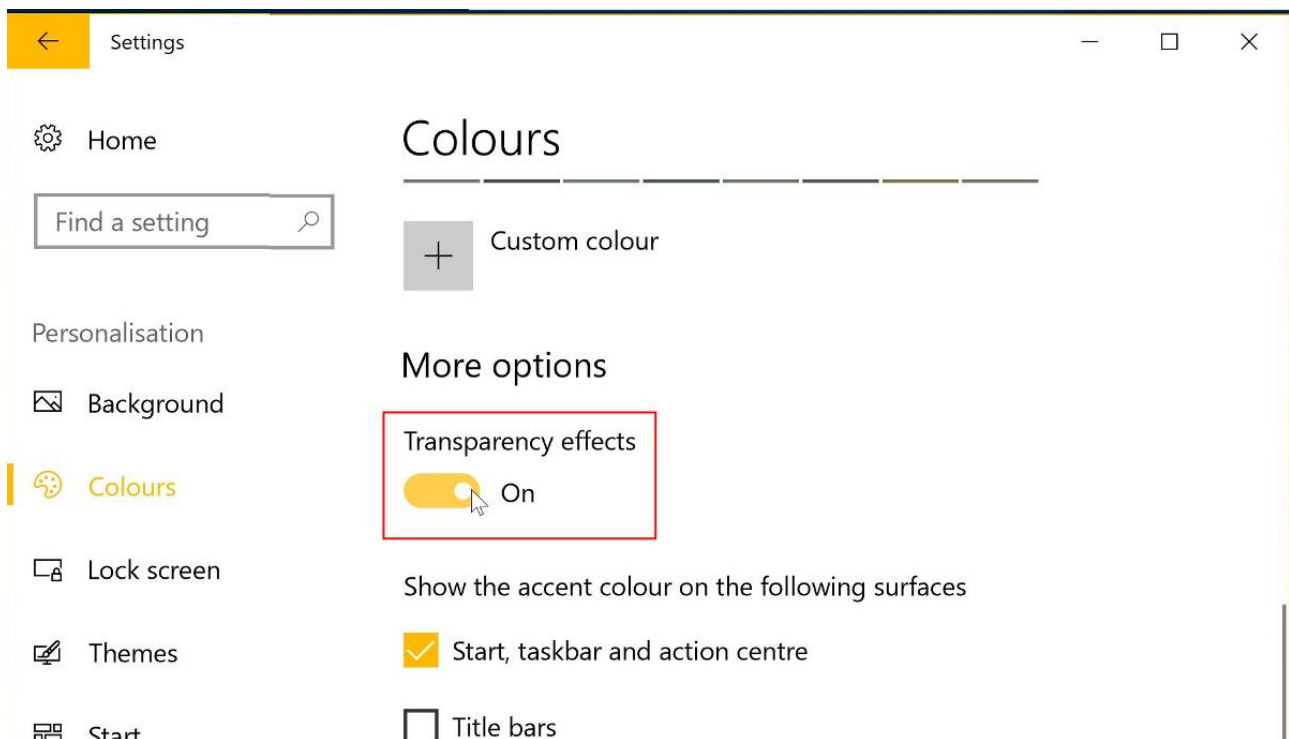 Settings
Home
Find a setting
Personalisation
Background
Colours
Lock screen
Themes
Start
Colours
Custom colour
More options
Transparency effects
On
Show the accent colour on the following surfaces
Start, taskbar and action centre
Title bars